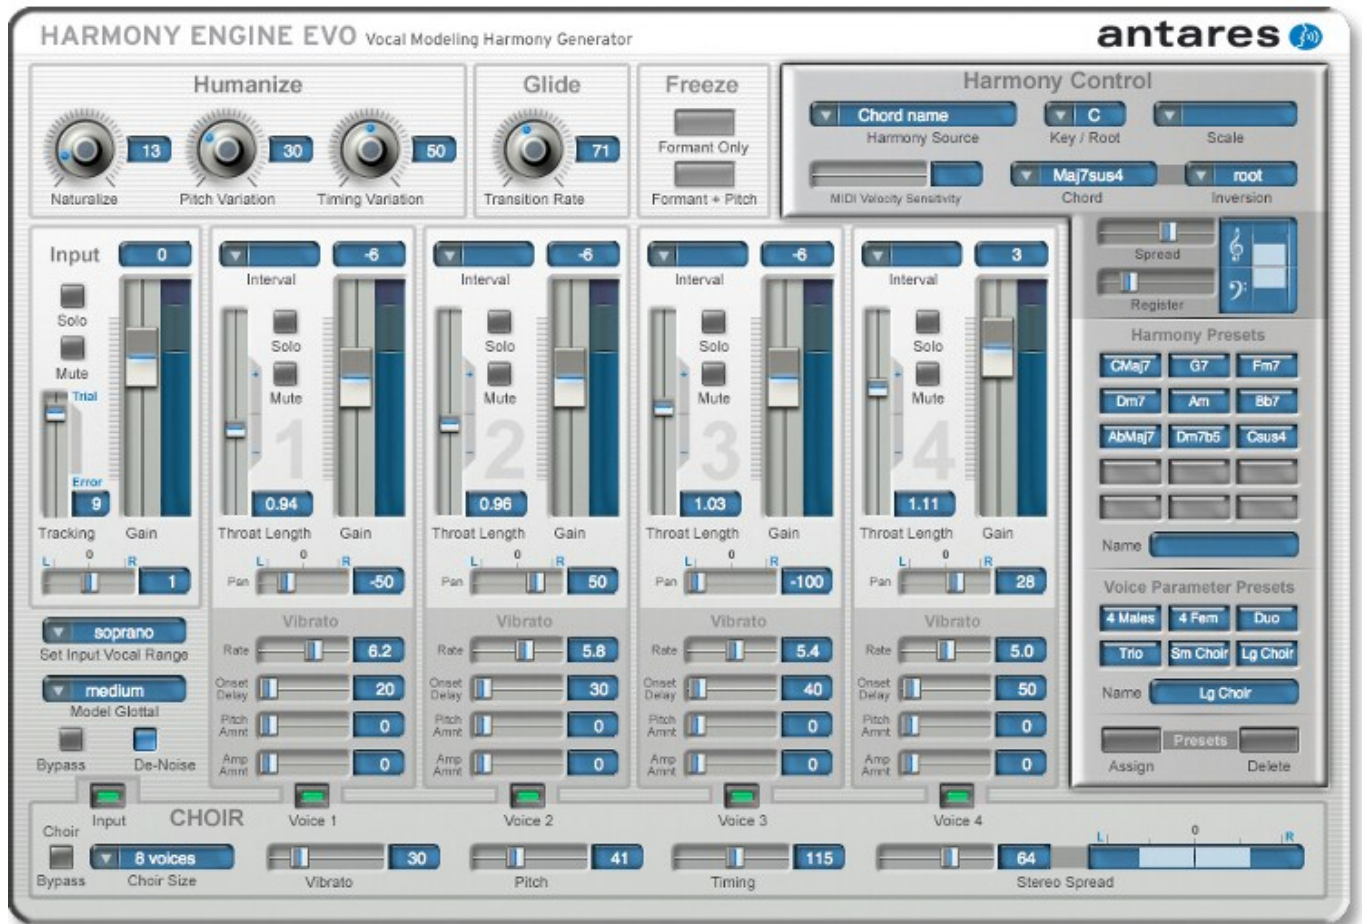 HARMONY ENGINE EVO Vocal Modeling Harmony Generator
antares
Humanize
Glide
Freeze
Harmony Control
13
30
50
71
Naturalize
Pitch Variation
Timing Variation
Transition Rate
Formant Only
Formant + Pitch
Chord name
C
Harmony Source
Key / Root
Scale
Maj7sus4
root
MIDI Velocity Sensitivity
Chord
Inversion
Spread
Register
Input
0
Solo
Mute
Trial
Error
9
Tracking
Gain
L 0 R
1
-6
Interval
Solo
Mute
+
-
1
0.94
Throat Length
Gain
L 0 R
Pan
-50
-6
Interval
Solo
Mute
+
-
2
0.96
Throat Length
Gain
L 0 R
Pan
50
-6
Interval
Solo
Mute
+
-
3
1.03
Throat Length
Gain
L 0 R
Pan
-100
3
Interval
Solo
Mute
+
-
4
1.11
Throat Length
Gain
L 0 R
Pan
28
Harmony Presets
CMaj7 G7 Fm7
Dm7 Am Bb7
AbMaj7 Dm7b5 Csus4
Name
Voice Parameter Presets
4 Males 4 Fem Duo
Trio Sm Choir Lg Choir
Name Lg Choir
Presets
Assign
Delete
soprano
Set Input Vocal Range
medium
Model Glottal
Bypass
De-Noise
Vibrato
Rate 6.2
Onset
Delay
20
Pitch
Amnt
0
Amp
Amnt
0
Vibrato
Rate 5.8
Onset
Delay
30
Pitch
Amnt
0
Amp
Amnt
0
Vibrato
Rate 5.4
Onset
Delay
40
Pitch
Amnt
0
Amp
Amnt
0
Vibrato
Rate 5.0
Onset
Delay
50
Pitch
Amnt
0
Amp
Amnt
0
Input
CHOIR
Voice 1
Voice 2
Voice 3
Voice 4
Choir
Bypass
8 voices
Choir Size
30
Vibrato
41
Pitch
115
Timing
64
L 0 R
Stereo Spread